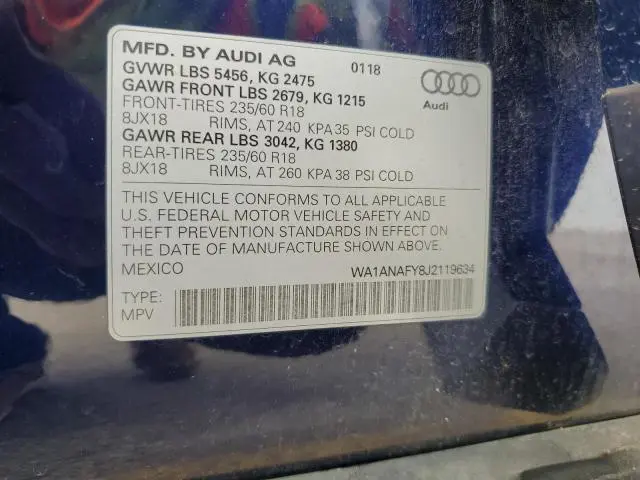 MFD. BY AUDI AG 0118
GVWR LBS 5456, KG 2475
GAWR FRONT LBS 2679, KG 1215
FRONT-TIRES 235/60 R18
8JX18 RIMS, AT 240 KPA 35 PSI COLD
GAWR REAR LBS 3042, KG 1380
REAR-TIRES 235/60 R18
8JX18 RIMS, AT 260 KPA 38 PSI COLD
Audi
THIS VEHICLE CONFORMS TO ALL APPLICABLE
U.S. FEDERAL MOTOR VEHICLE SAFETY AND
THEFT PREVENTION STANDARDS IN EFFECT ON
THE DATE OF MANUFACTURE SHOWN ABOVE.
MEXICO WA1ANAFY8J2119634
TYPE:
MPV